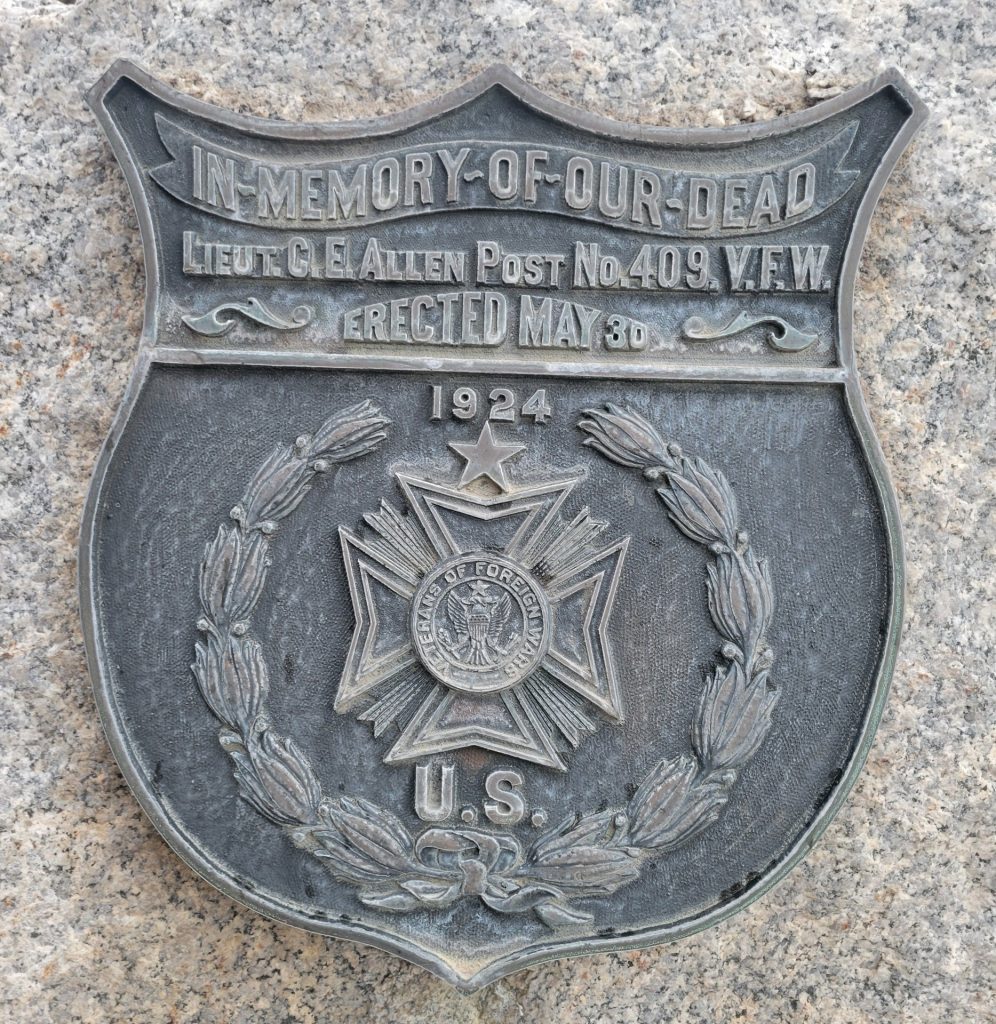 IN-MEMORY-OF-OUR-DEAD
LIEUT. C. E. ALLEN POST NO. 409. V.F.W.
ERECTED MAY 30
1924
VETERANS OF FOREIGN WARS
U.S.